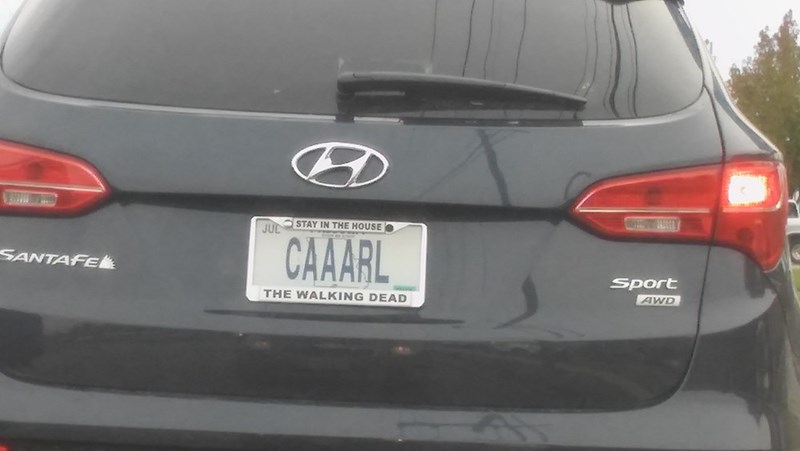 STAY IN THE HOUSE
JUL
CAAARL
THE WALKING DEAD
SANTAFE
Sport
AWD